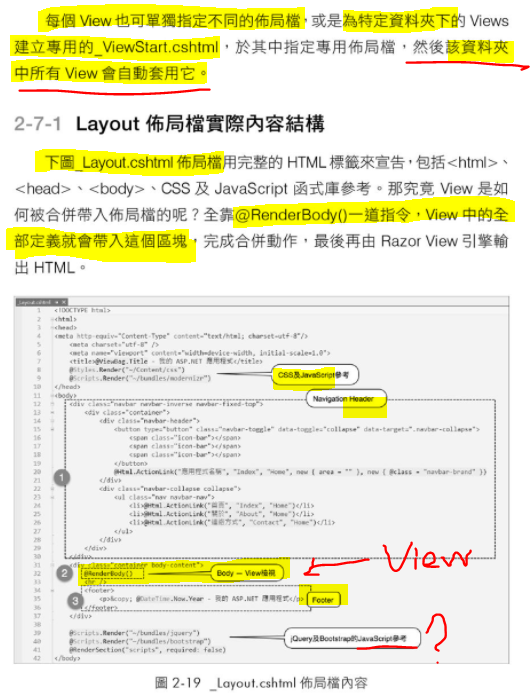 每個 View 也可單獨指定不同的佈局檔，或是為特定資料夾下的 Views
建立專用的_ViewStart.cshtml，於其中指定專用佈局檔，然後該資料夾
中所有 View 會自動套用它。
2-7-1 Layout 佈局檔實際內容結構
下圖_Layout.cshtml 佈局檔用完整的 HTML 標籤來宣告，包括<html>、
<head>、<body>、CSS 及 JavaScript 函式庫參考。那究竟 View 是如
何被合併帶入佈局檔的呢？全靠@RenderBody()一道指令，View 中的全
部定義就會帶入這個區塊，完成合併動作，最後再由 Razor View 引擎輸
出 HTML。
_Layout.cshtml
1 <!DOCTYPE html>
2 <html>
3 <head>
4 <meta http-equiv="Content-Type" content="text/html; charset=utf-8"/>
5 <meta charset="utf-8" />
6 <meta name="viewport" content="width=device-width, initial-scale=1.0">
7 <title>@ViewBag.Title - 我的 ASP.NET 應用程式</title>
8 @Styles.Render("~/Content/css")
9 @Scripts.Render("~/bundles/modernizr")
CSS及JavaScript參考
10 </head>
11 <body>
Navigation Header
12 <div class="navbar navbar-inverse navbar-fixed-top">
13 <div class="container">
14 <div class="navbar-header">
15 <button type="button" class="navbar-toggle" data-toggle="collapse" data-target=".navbar-collapse">
16 <span class="icon-bar"></span>
17 <span class="icon-bar"></span>
18 <span class="icon-bar"></span>
19 </button>
20 @Html.ActionLink("應用程式名稱", "Index", "Home", new { area = "" }, new { @class = "navbar-brand" })
21 </div>
1
22 <div class="navbar-collapse collapse">
23 <ul class="nav navbar-nav">
24 <li>@Html.ActionLink("首頁", "Index", "Home")</li>
25 <li>@Html.ActionLink("關於", "About", "Home")</li>
26 <li>@Html.ActionLink("連絡方式", "Contact", "Home")</li>
27 </ul>
28 </div>
29 </div>
30 </div>
31 <div class="container body-content">
2 32 @RenderBody() Body — View檢視
View
33 <hr />
34 <footer>
3 35 <p>&copy; @DateTime.Now.Year - 我的 ASP.NET 應用程式</p> Footer
36 </footer>
37 </div>
38
39 @Scripts.Render("~/bundles/jquery")
40 @Scripts.Render("~/bundles/bootstrap")
jQuery及Bootstrap的JavaScript參考 ?
41 @RenderSection("scripts", required: false)
42 </body>
圖 2-19 _Layout.cshtml 佈局檔內容